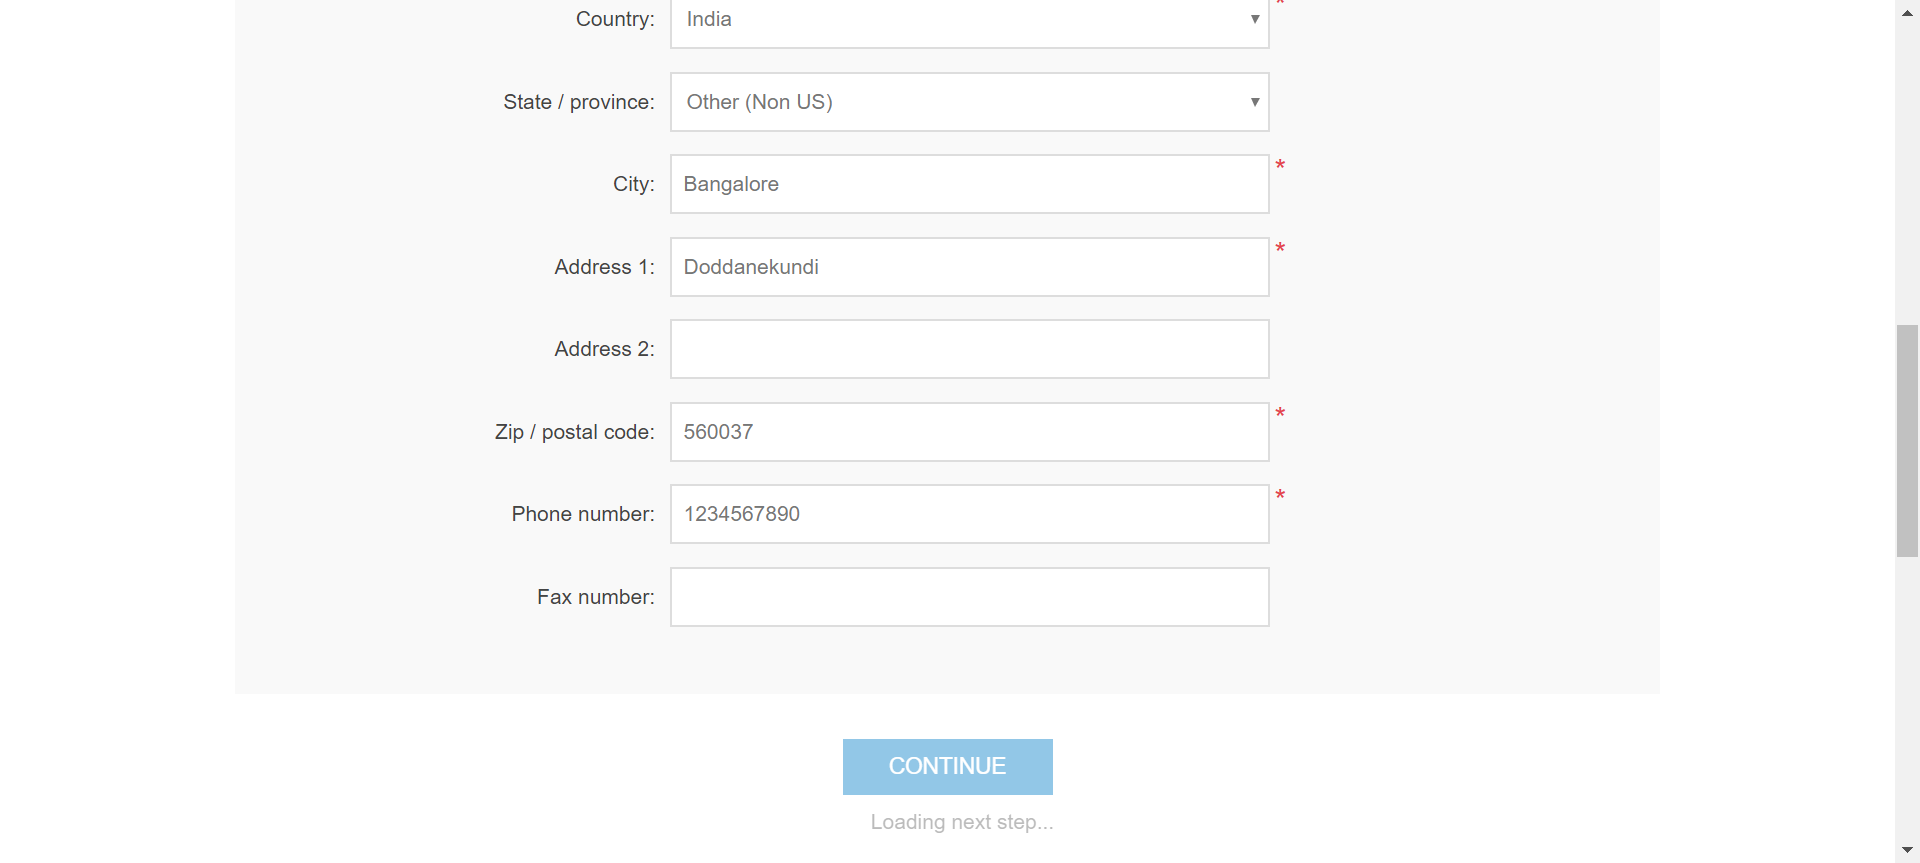 Country: India *
State / province: Other (Non US)
City: Bangalore *
Address 1: Doddanekundi *
Address 2:
Zip / postal code: 560037 *
Phone number: 1234567890 *
Fax number:
CONTINUE
Loading next step...